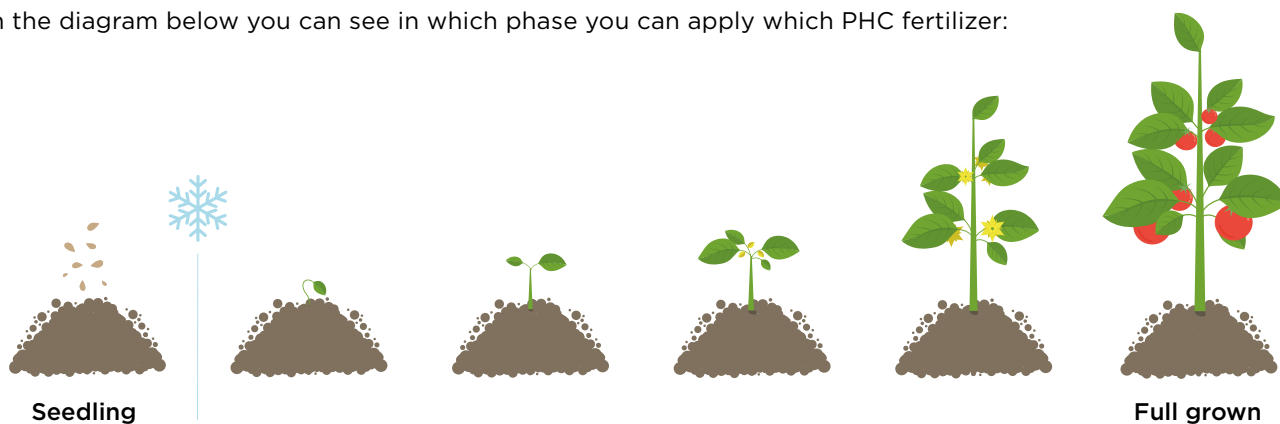 the diagram below you can see in which phase you can apply which PHC fertilizer:
Seedling
Full grown